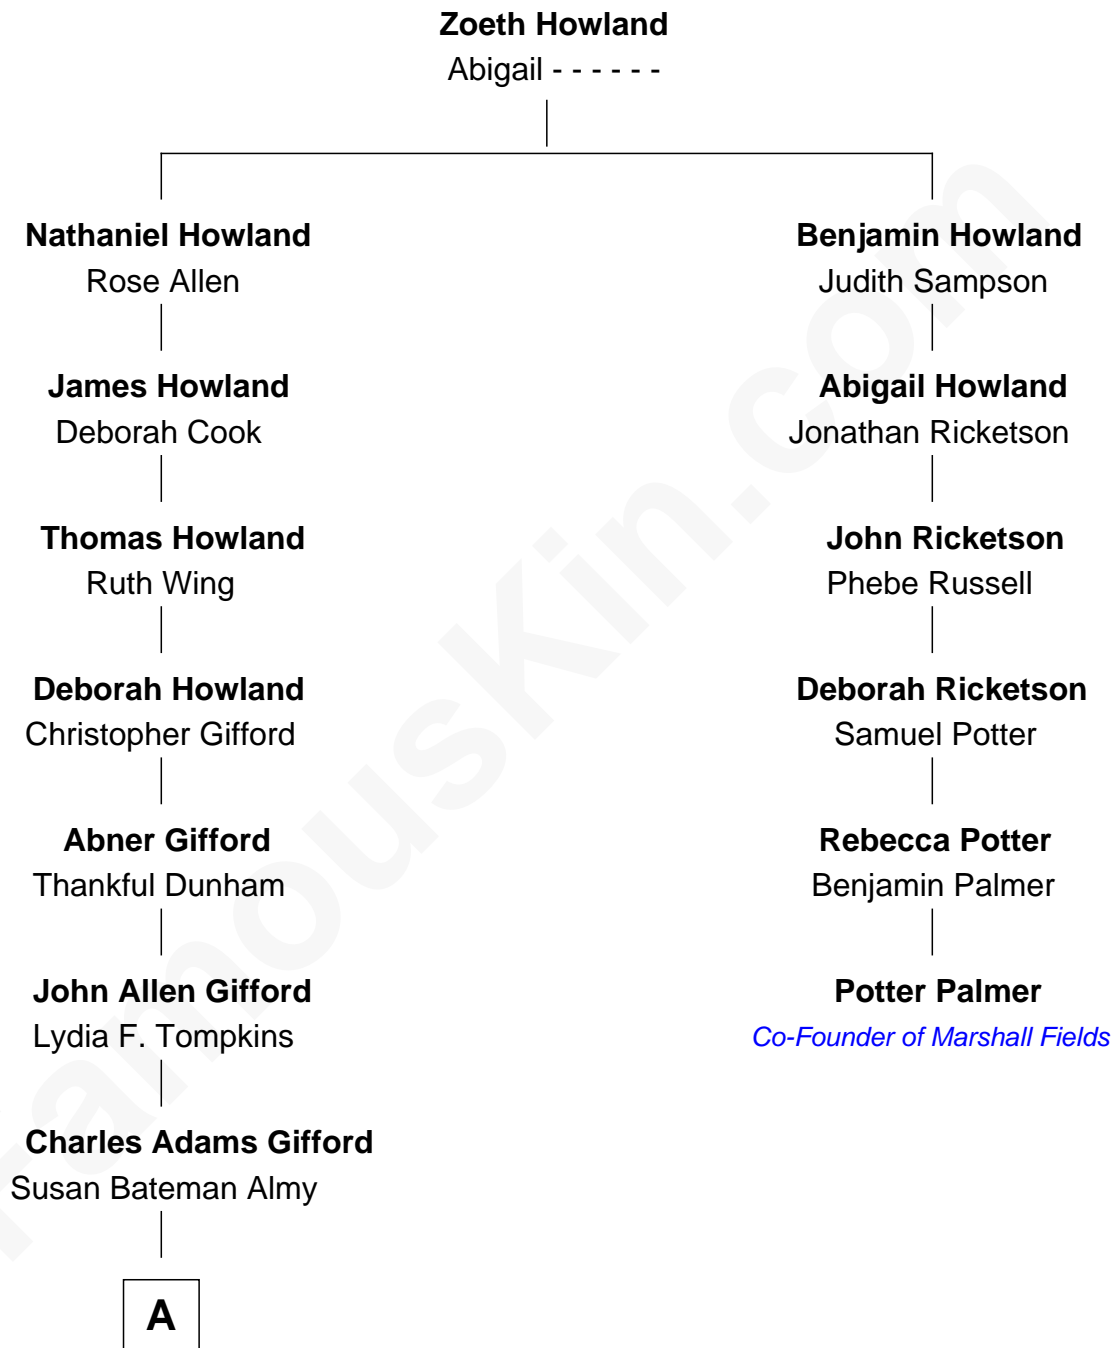 Zoeth Howland
Abigail - - - - - -
Nathaniel Howland
Rose Allen
James Howland
Deborah Cook
Thomas Howland
Ruth Wing
Deborah Howland
Christopher Gifford
Abner Gifford
Thankful Dunham
John Allen Gifford
Lydia F. Tompkins
Charles Adams Gifford
Susan Bateman Almy
A
Benjamin Howland
Judith Sampson
Abigail Howland
Jonathan Ricketson
John Ricketson
Phebe Russell
Deborah Ricketson
Samuel Potter
Rebecca Potter
Benjamin Palmer
Potter Palmer
Co-Founder of Marshall Fields
FamousKin.com